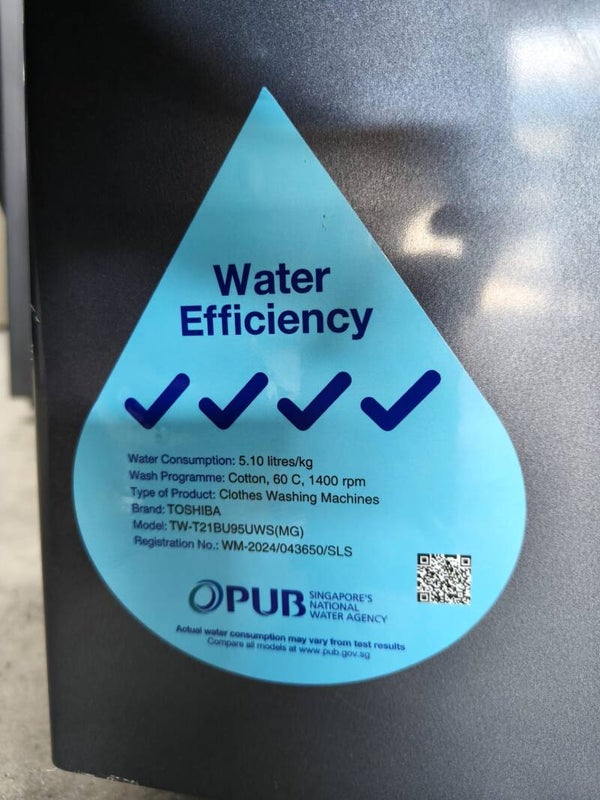 Water
Efficiency
Water Consumption: 5.10 litres/kg
Wash Programme: Cotton, 60 C, 1400 rpm
Type of Product: Clothes Washing Machines
Brand: TOSHIBA
Model: TW-T21BU95UWS(MG)
Registration No.: WM-2024/043650/SLS
PUB SINGAPORE'S
NATIONAL
WATER AGENCY
Actual water consumption may vary from test results
Compare all models at www.pub.gov.sg